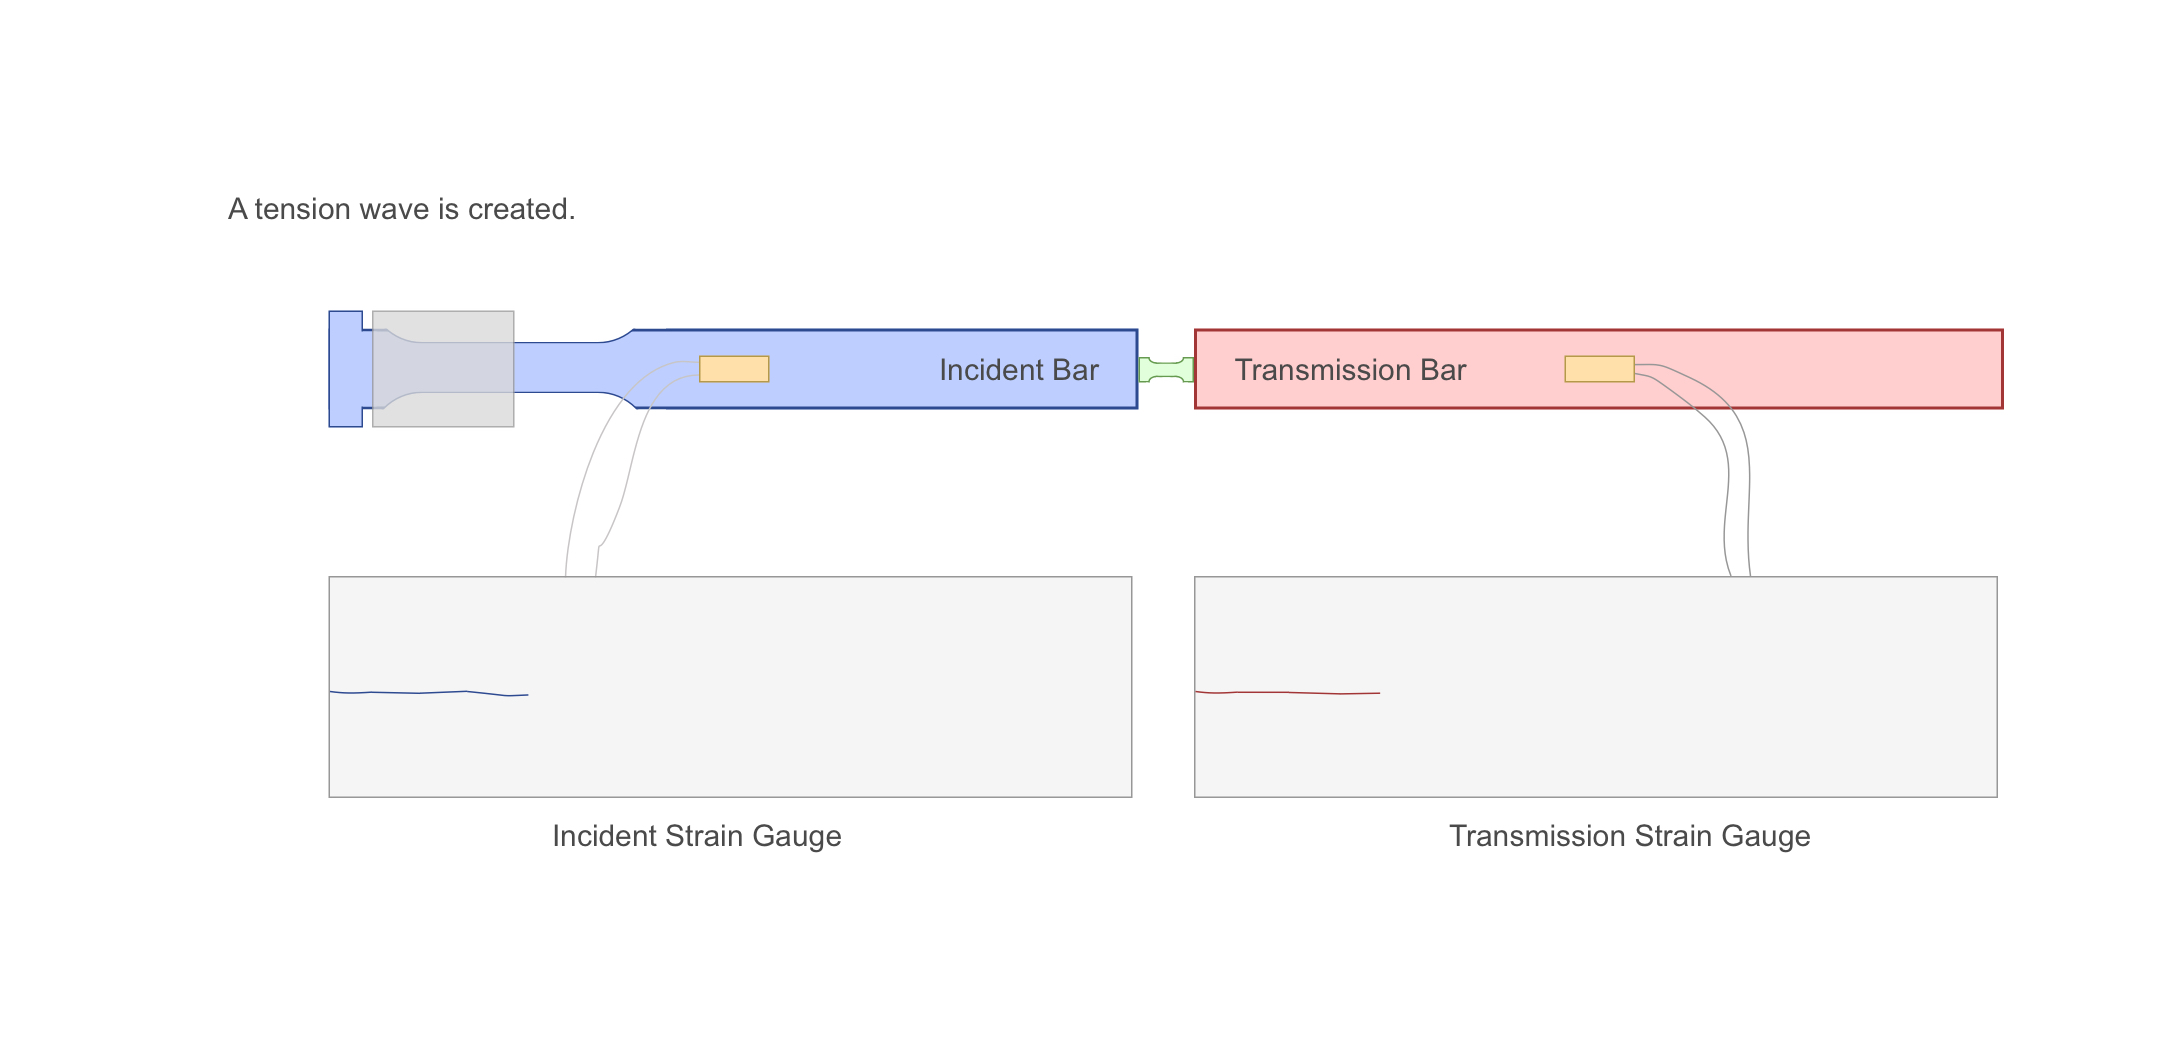 A tension wave is created.
Incident Bar
Transmission Bar
Incident Strain Gauge
Transmission Strain Gauge